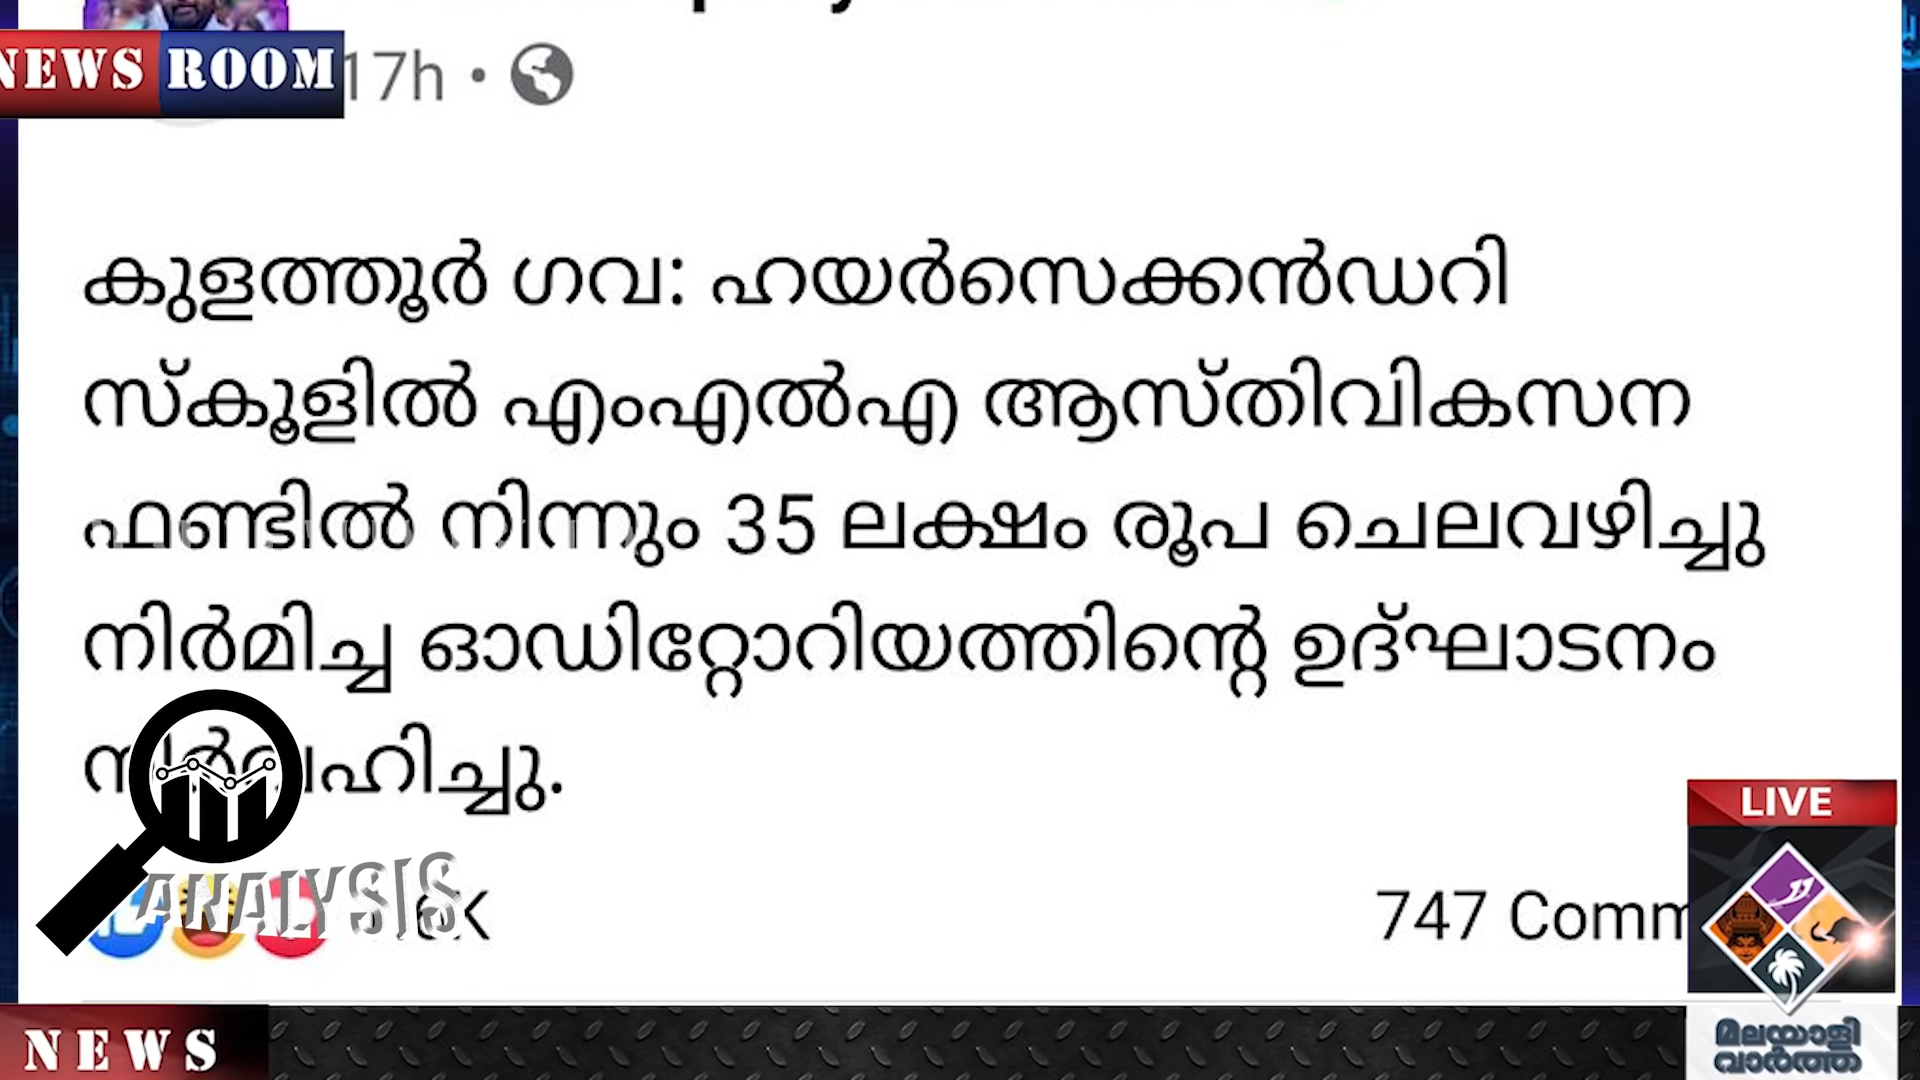 NEWS ROOM
17h •
കുളത്തൂർ ഗവ: ഹയർസെക്കൻഡറി
സ്കൂളിൽ എംഎൽഎ ആസ്തിവികസന
ഫണ്ടിൽ നിന്നും 35 ലക്ഷം രൂപ ചെലവഴിച്ചു
നിർമിച്ച ഓഡിറ്റോറിയത്തിന്റെ ഉദ്ഘാടനം
നിർവഹിച്ചു.
ANALYSIS
747 Comm
LIVE
മലയാളി
വാർത്ത
NEWS